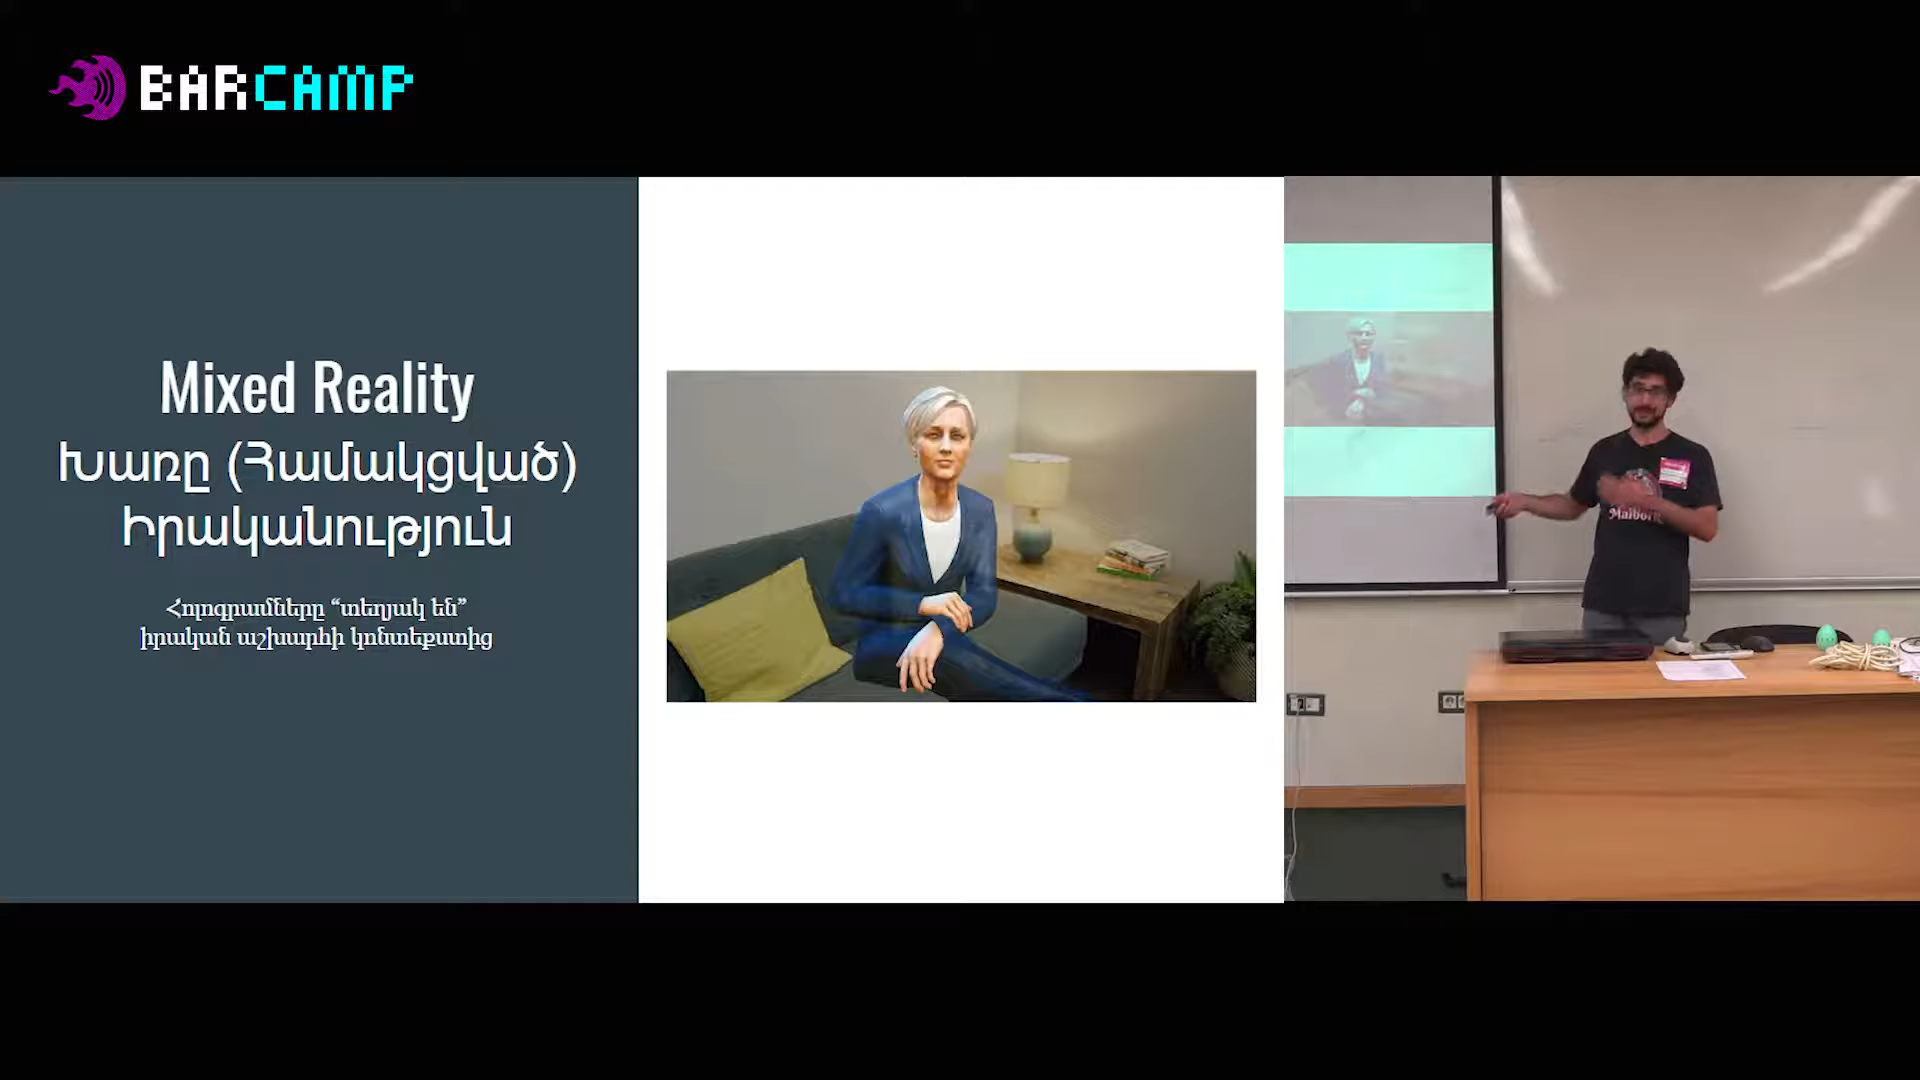 BARCAMP
Mixed Reality
Խառը (Համակցված)
Իրականություն
Հոլոգրամները “տեղյակ են”
իրական աշխարհի կոնտեքստից